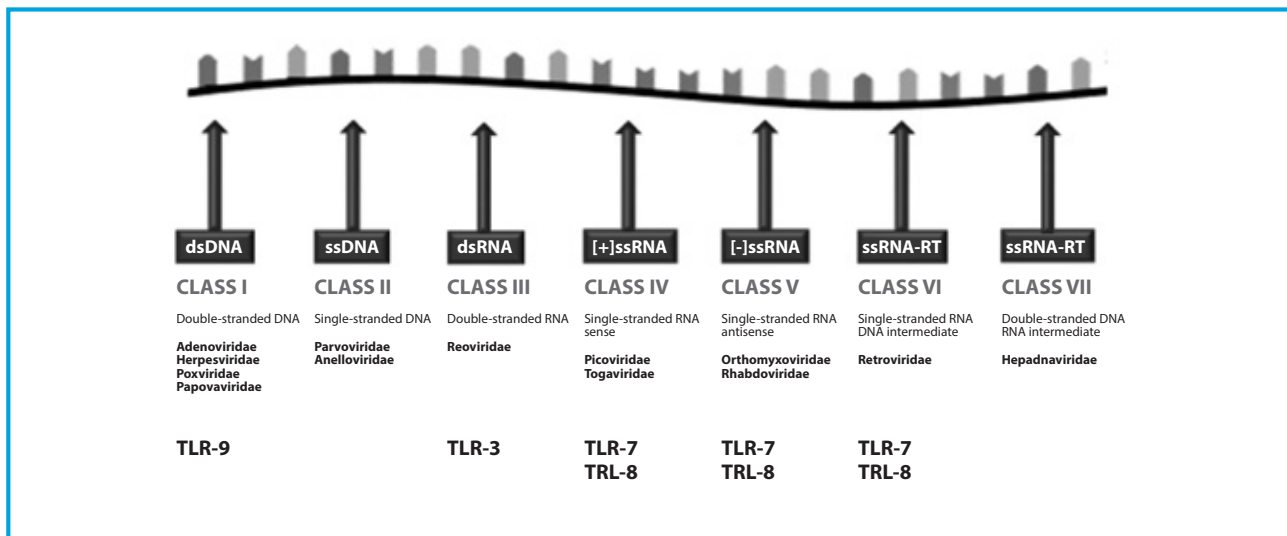 dsDNA
CLASS I
Double-stranded DNA
Adenoviridae
Herpesviridae
Poxviridae
Papovaviridae
TLR-9
ssDNA
CLASS II
Single-stranded DNA
Parvoviridae
Anelloviridae
dsRNA
CLASS III
Double-stranded RNA
Reoviridae
TLR-3
[+]ssRNA
CLASS IV
Single-stranded RNA
sense
Picoviridae
Togaviridae
TLR-7
TRL-8
[-]ssRNA
CLASS V
Single-stranded RNA
antisense
Orthomyxoviridae
Rhabdoviridae
TLR-7
TRL-8
ssRNA-RT
CLASS VI
Single-stranded RNA
DNA intermediate
Retroviridae
TLR-7
TRL-8
ssRNA-RT
CLASS VII
Double-stranded DNA
RNA intermediate
Hepadnaviridae